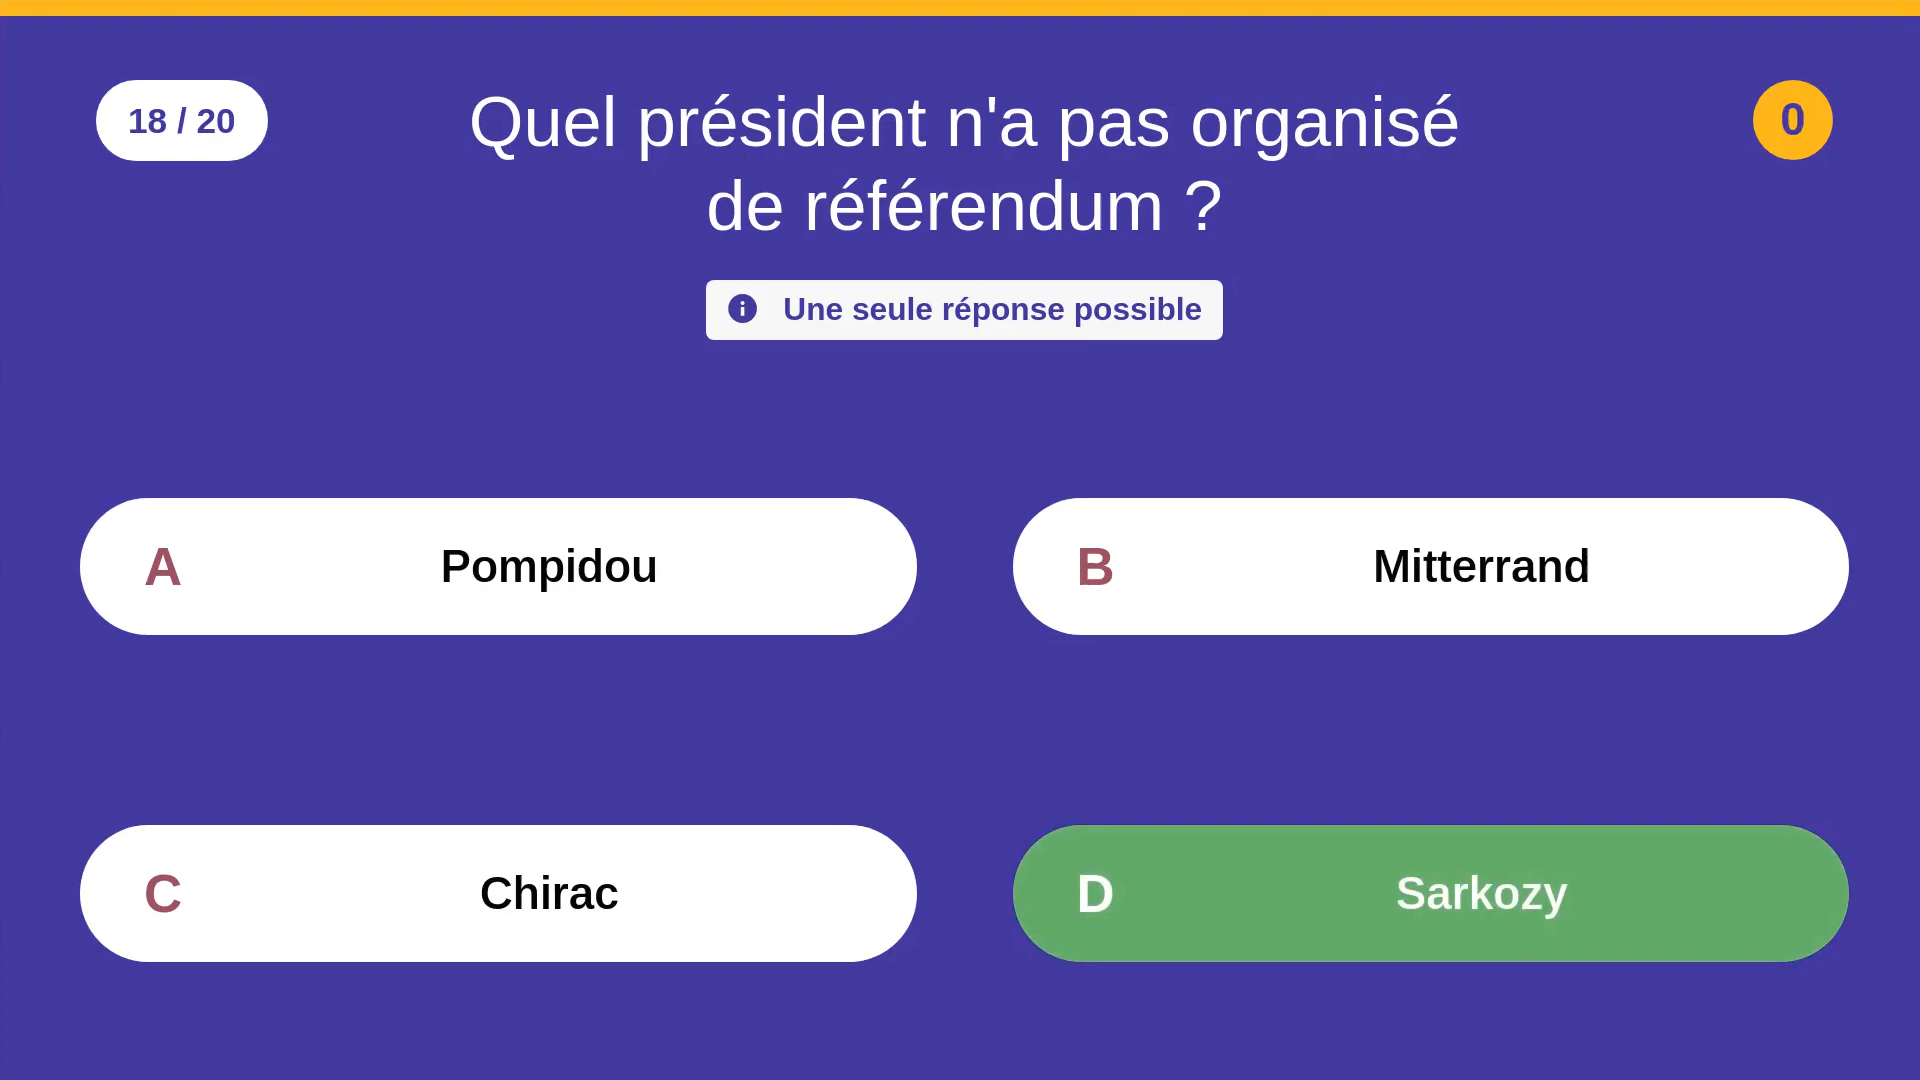 18 / 20
Quel président n'a pas organisé
de référendum ?
0
Une seule réponse possible
A Pompidou
B Mitterrand
C Chirac
D Sarkozy